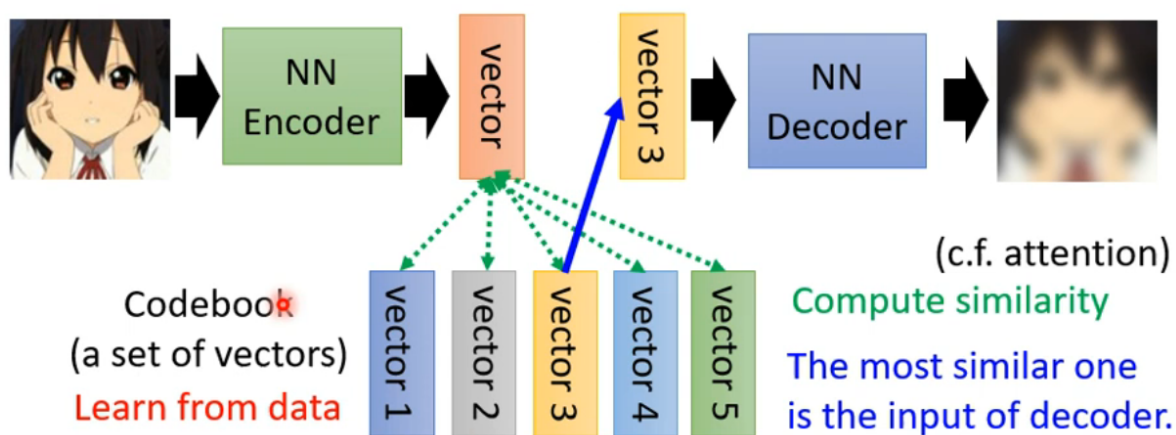 NN
Encoder
vector
vector 3
NN
Decoder
Codebook
(a set of vectors)
Learn from data
vector 1
vector 2
vector 3
vector 4
vector 5
(c.f. attention)
Compute similarity
The most similar one
is the input of decoder.